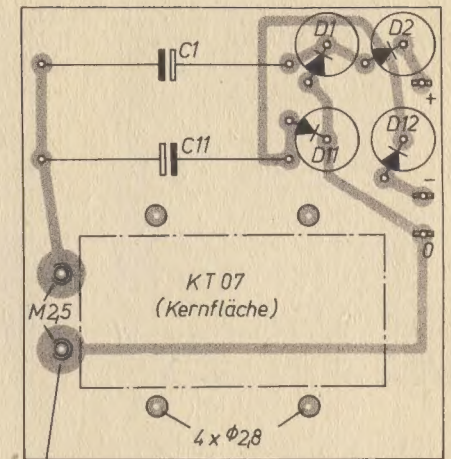 C1
D1
D2
+
C11
D11
D12
−
0
KT 07
(Kernfläche)
M2,5
4 x Φ2,8